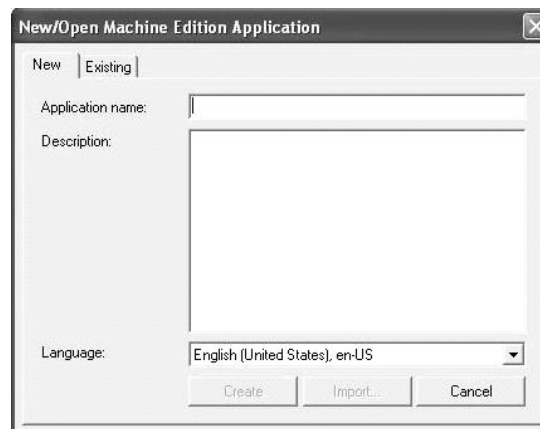 New/Open Machine Edition Application
New Existing
Application name:
Description:
Language: English (United States), en-US
Create Import... Cancel